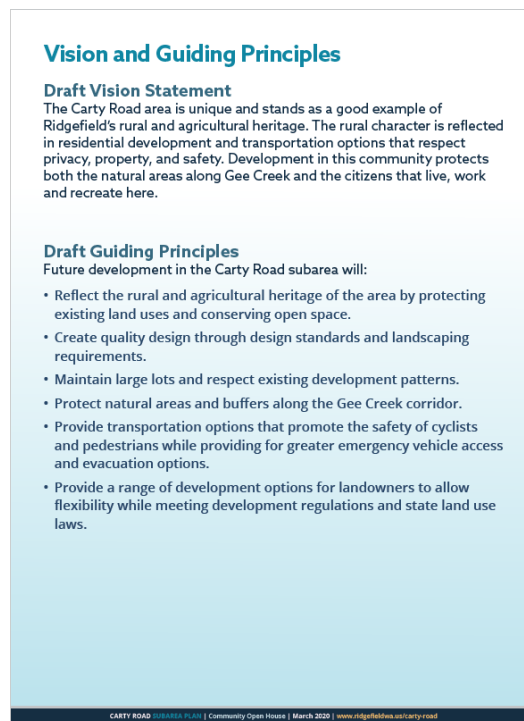 Vision and Guiding Principles
Draft Vision Statement
The Carty Road area is unique and stands as a good example of
Ridgefield's rural and agricultural heritage. The rural character is reflected
in residential development and transportation options that respect
privacy, property, and safety. Development in this community protects
both the natural areas along Gee Creek and the citizens that live, work
and recreate here.
Draft Guiding Principles
Future development in the Carty Road subarea will:
• Reflect the rural and agricultural heritage of the area by protecting
existing land uses and conserving open space.
• Create quality design through design standards and landscaping
requirements.
• Maintain large lots and respect existing development patterns.
• Protect natural areas and buffers along the Gee Creek corridor.
• Provide transportation options that promote the safety of cyclists
and pedestrians while providing for greater emergency vehicle access
and evacuation options.
• Provide a range of development options for landowners to allow
flexibility while meeting development regulations and state land use
laws.
CARTY ROAD SUBAREA PLAN | Community Open House | March 2020 | www.ridgefieldwa.us/carty-road